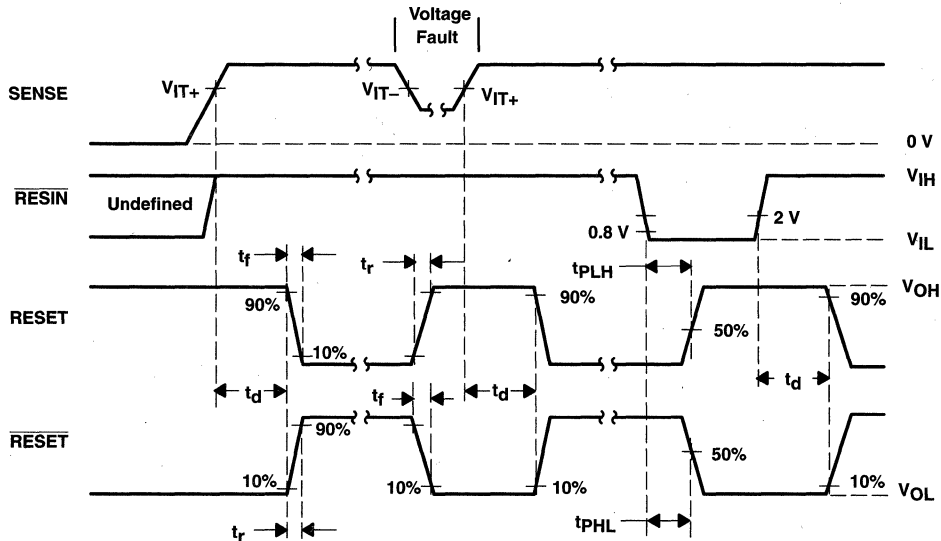 Voltage
Fault
SENSE
VIT+
VIT–
VIT+
0 V
RESIN
Undefined
VIH
0.8 V
2 V
VIL
tf
tr
tPLH
VOH
RESET
90%
10%
90%
50%
90%
td
tf
td
td
RESET
90%
10%
10%
10%
50%
10%
VOL
tr
tPHL